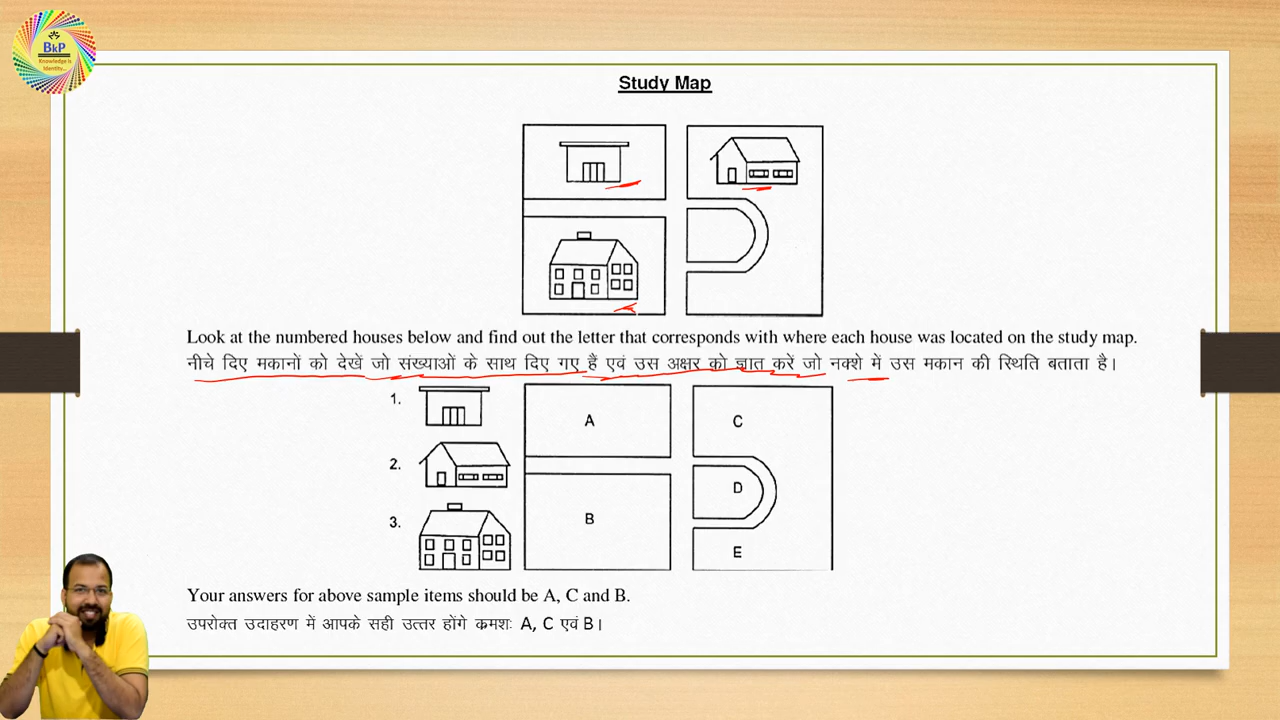 BkP
Knowledge is
Identity...
Study Map
Look at the numbered houses below and find out the letter that corresponds with where each house was located on the study map.
नीचे दिए मकानों को देखें जो संख्याओं के साथ दिए गए हैं एवं उस अक्षर को ज्ञात करें जो नक्शे में उस मकान की स्थिति बताता है।
1.
A
C
2.
D
3.
B
E
Your answers for above sample items should be A, C and B.
उपरोक्त उदाहरण में आपके सही उत्तर होंगे कमशः A, C एवं B।